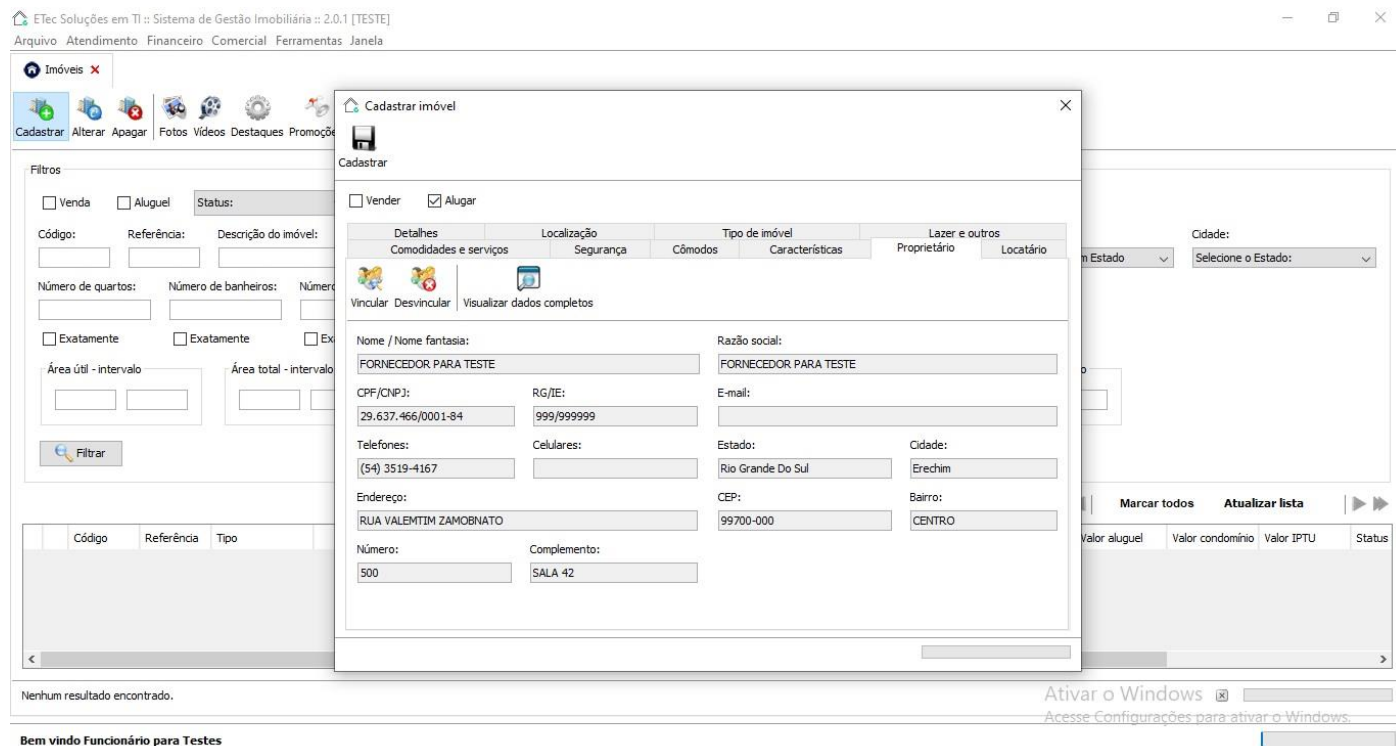 ETec Soluções em TI :: Sistema de Gestão Imobiliária :: 2.0.1 [TESTE]
Arquivo Atendimento Financeiro Comercial Ferramentas Janela
Imóveis
Cadastrar Alterar Apagar Fotos Vídeos Destaques Promoçõe
Filtros
Venda Aluguel Status:
Código: Referência: Descrição do imóvel:
Número de quartos: Número de banheiros: Número
Exatamente Exatamente Ex
Área útil - intervalo Área total - intervalo
Filtrar
Cadastrar imóvel
Cadastrar
Vender Alugar
Detalhes Localização Tipo de imóvel Lazer e outros
Comodidades e serviços Segurança Cômodos Características Proprietário Locatário
Vincular Desvincular Visualizar dados completos
Nome / Nome fantasia: Razão social:
FORNECEDOR PARA TESTE FORNECEDOR PARA TESTE
CPF/CNPJ: RG/IE: E-mail:
29.637.466/0001-84 999/999999
Telefones: Celulares: Estado: Cidade:
(54) 3519-4167 Rio Grande Do Sul Erechim
Endereço: CEP: Bairro:
RUA VALEMTIM ZAMOBNATO 99700-000 CENTRO
Número: Complemento:
500 SALA 42
Cidade:
m Estado Selecione o Estado:
o
Marcar todos Atualizar lista
Código Referência Tipo Valor aluguel Valor condomínio Valor IPTU Status
Nenhum resultado encontrado.
Ativar o Windows
Acesse Configurações para ativar o Windows.
Bem vindo Funcionário para Testes